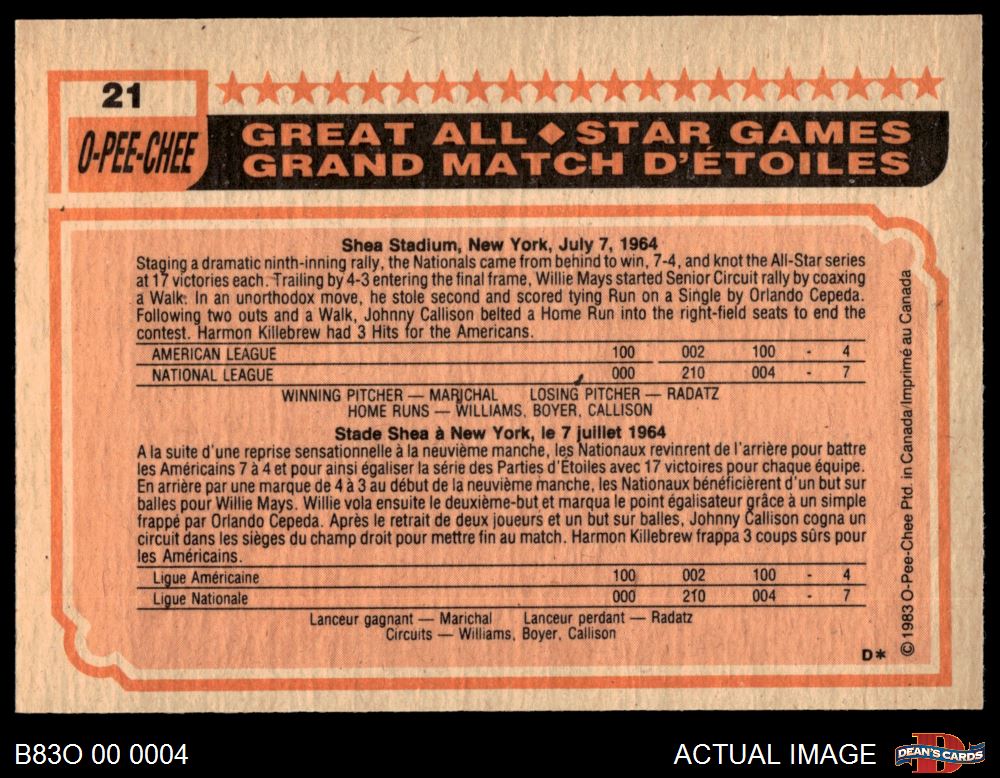 21
O-PEE-CHEE
GREAT ALL◆STAR GAMES
GRAND MATCH D'ÉTOILES
Shea Stadium, New York, July 7, 1964
Staging a dramatic ninth-inning rally, the Nationals came from behind to win, 7-4, and knot the All-Star series
at 17 victories each. Trailing by 4-3 entering the final frame, Willie Mays started Senior Circuit rally by coaxing
a Walk. In an unorthodox move, he stole second and scored tying Run on a Single by Orlando Cepeda.
Following two outs and a Walk, Johnny Callison belted a Home Run into the right-field seats to end the
contest. Harmon Killebrew had 3 Hits for the Americans.
AMERICAN LEAGUE 100 002 100 - 4
NATIONAL LEAGUE 000 210 004 - 7
WINNING PITCHER — MARICHAL LOSING PITCHER — RADATZ
HOME RUNS — WILLIAMS, BOYER, CALLISON
Stade Shea à New York, le 7 juillet 1964
A la suite d'une reprise sensationnelle à la neuvième manche, les Nationaux revinrent de l'arrière pour battre
les Américains 7 à 4 et pour ainsi égaliser la série des Parties d'Étoiles avec 17 victoires pour chaque équipe.
En arrière par une marque de 4 à 3 au début de la neuvième manche, les Nationaux bénéficièrent d'un but sur
balles pour Willie Mays. Willie vola ensuite le deuxième-but et marqua le point égalisateur grâce à un simple
frappé par Orlando Cepeda. Après le retrait de deux joueurs et un but sur balles, Johnny Callison cogna un
circuit dans les sièges du champ droit pour mettre fin au match. Harmon Killebrew frappa 3 coups sûrs pour
les Américains.
Ligue Américaine 100 002 100 - 4
Ligue Nationale 000 210 004 - 7
Lanceur gagnant — Marichal Lanceur perdant — Radatz
Circuits — Williams, Boyer, Callison
D*
© 1983 O-Pee-Chee Ptd. in Canada/Imprimé au Canada
B83O 00 0004
ACTUAL IMAGE
DEAN'S CARDS